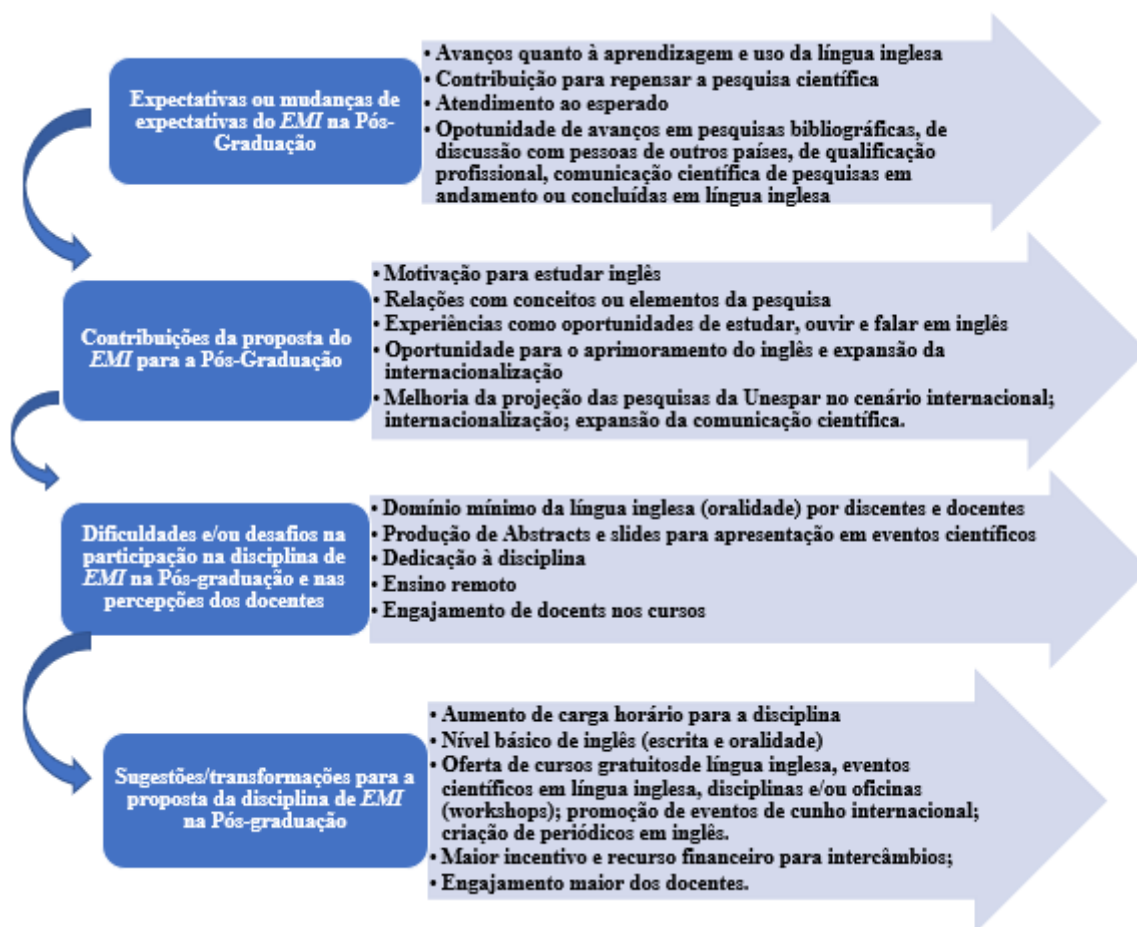 Expectativas ou mudanças de
expectativas do EMI na Pós-
Graduação
• Avanços quanto à aprendizagem e uso da língua inglesa
• Contribuição para repensar a pesquisa científica
• Atendimento ao esperado
• Opotunidade de avanços em pesquisas bibliográficas, de
discussão com pessoas de outros países, de qualificação
profissional, comunicação científica de pesquisas em
andamento ou concluídas em língua inglesa
Contribuições da proposta do
EMI para a Pós-Graduação
• Motivação para estudar inglês
• Relações com conceitos ou elementos da pesquisa
• Experiências como oportunidades de estudar, ouvir e falar em inglês
• Oportunidade para o aprimoramento do inglês e expansão da
internacionalização
• Melhoria da projeção das pesquisas da Unespar no cenário internacional;
internacionalização; expansão da comunicação científica.
Dificuldades e/ou desafios na
participação na disciplina de
EMI na Pós-graduação e nas
percepções dos docentes
• Domínio mínimo da língua inglesa (oralidade) por discentes e docentes
• Produção de Abstracts e slides para apresentação em eventos científicos
• Dedicação à disciplina
• Ensino remoto
• Engajamento de docents nos cursos
Sugestões/transformações para a
proposta da disciplina de EMI
na Pós-graduação
• Aumento de carga horário para a disciplina
• Nível básico de inglês (escrita e oralidade)
• Oferta de cursos gratuitosde língua inglesa, eventos
científicos em língua inglesa, disciplinas e/ou oficinas
(workshops); promoção de eventos de cunho internacional;
criação de periódicos em inglês.
• Maior incentivo e recurso financeiro para intercâmbios;
• Engajamento maior dos docentes.